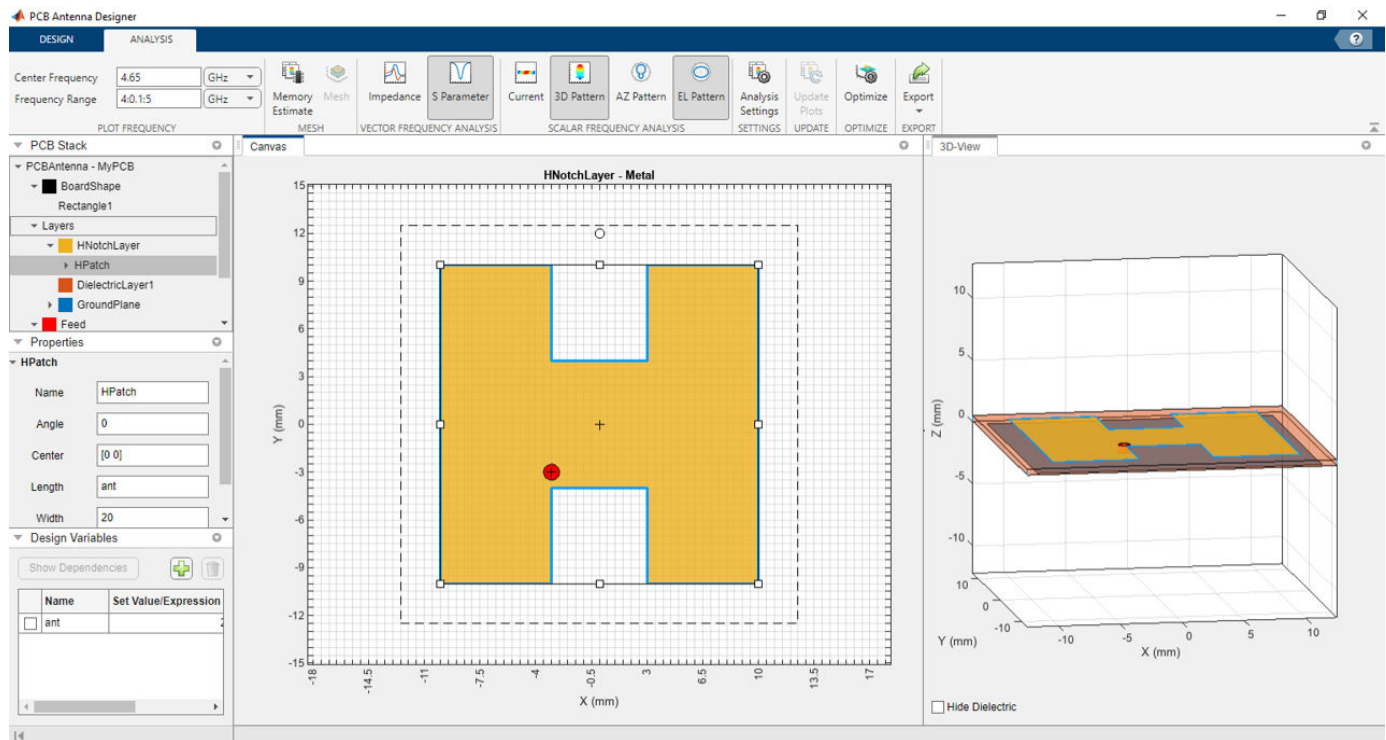 PCB Antenna Designer
DESIGN ANALYSIS
?
Center Frequency 4.65 GHz
Frequency Range 4:0.1:5 GHz
PLOT FREQUENCY
Memory Estimate Mesh
MESH
Impedance S Parameter
VECTOR FREQUENCY ANALYSIS
Current 3D Pattern AZ Pattern EL Pattern
SCALAR FREQUENCY ANALYSIS
Analysis Settings
SETTINGS
Update Plots
UPDATE
Optimize
OPTIMIZE
Export
EXPORT
PCB Stack
PCBAntenna - MyPCB
BoardShape
Rectangle1
Layers
HNotchLayer
HPatch
DielectricLayer1
GroundPlane
Feed
Properties
HPatch
Name HPatch
Angle 0
Center [0 0]
Length ant
Width 20
Design Variables
Show Dependencies
Name Set Value/Expression
ant
Canvas
HNotchLayer - Metal
15
12
9
6
3
0
-3
-6
-9
-12
-15
Y (mm)
-18 -14.5 -11 -7.5 -4 -0.5 3 6.5 10 13.5 17
X (mm)
3D-View
10
5
0
-5
-10
Z (mm)
10
0
-10
Y (mm)
-10 -5 0 5 10
X (mm)
Hide Dielectric